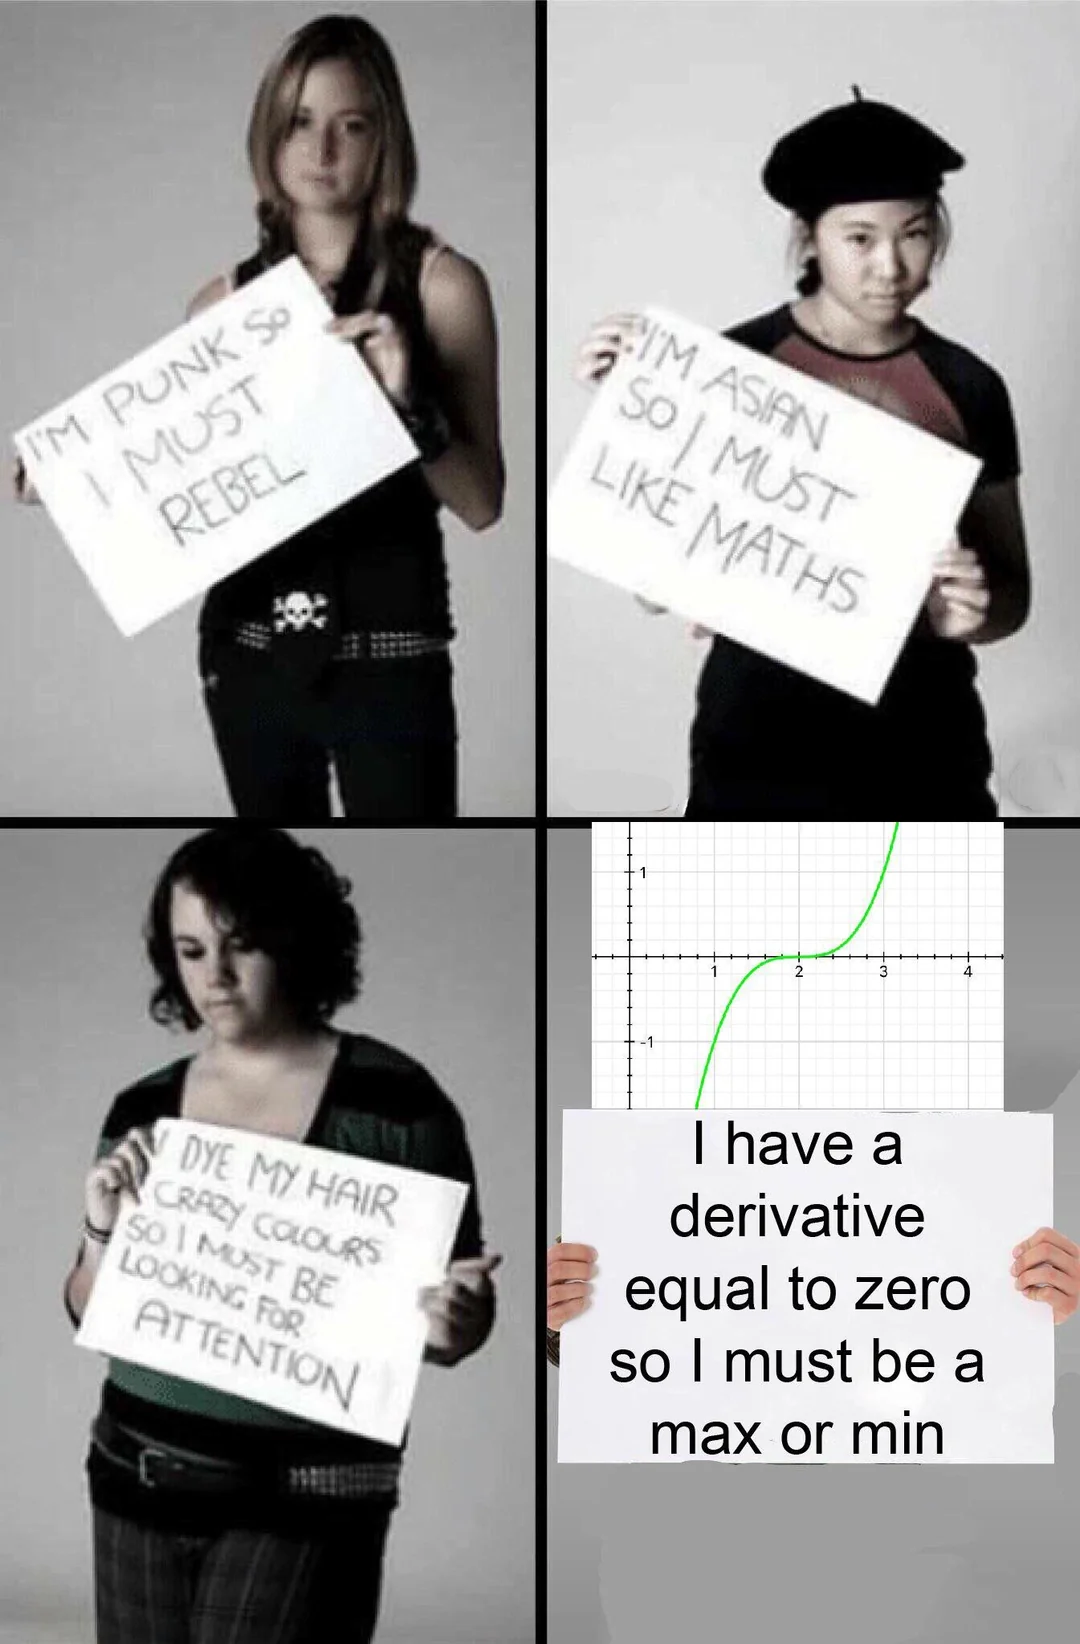 I'M PUNK SO
I MUST
REBEL
I'M ASIAN
SO I MUST
LIKE MATHS
I DYE MY HAIR
CRAZY COLOURS
SO I MUST BE
LOOKING FOR
ATTENTION
1
1 2 3 4
-1
I have a
derivative
equal to zero
so I must be a
max or min